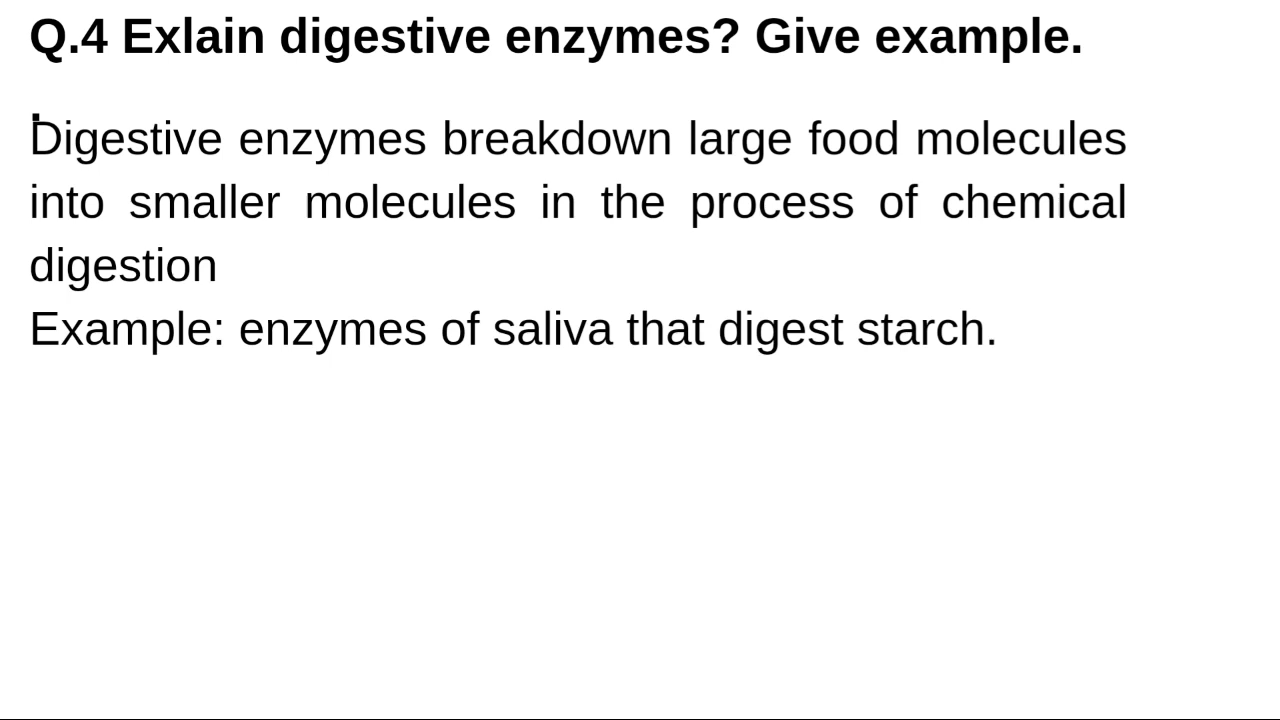 Q.4 Exlain digestive enzymes? Give example.
.
Digestive enzymes breakdown large food molecules
into smaller molecules in the process of chemical
digestion
Example: enzymes of saliva that digest starch.